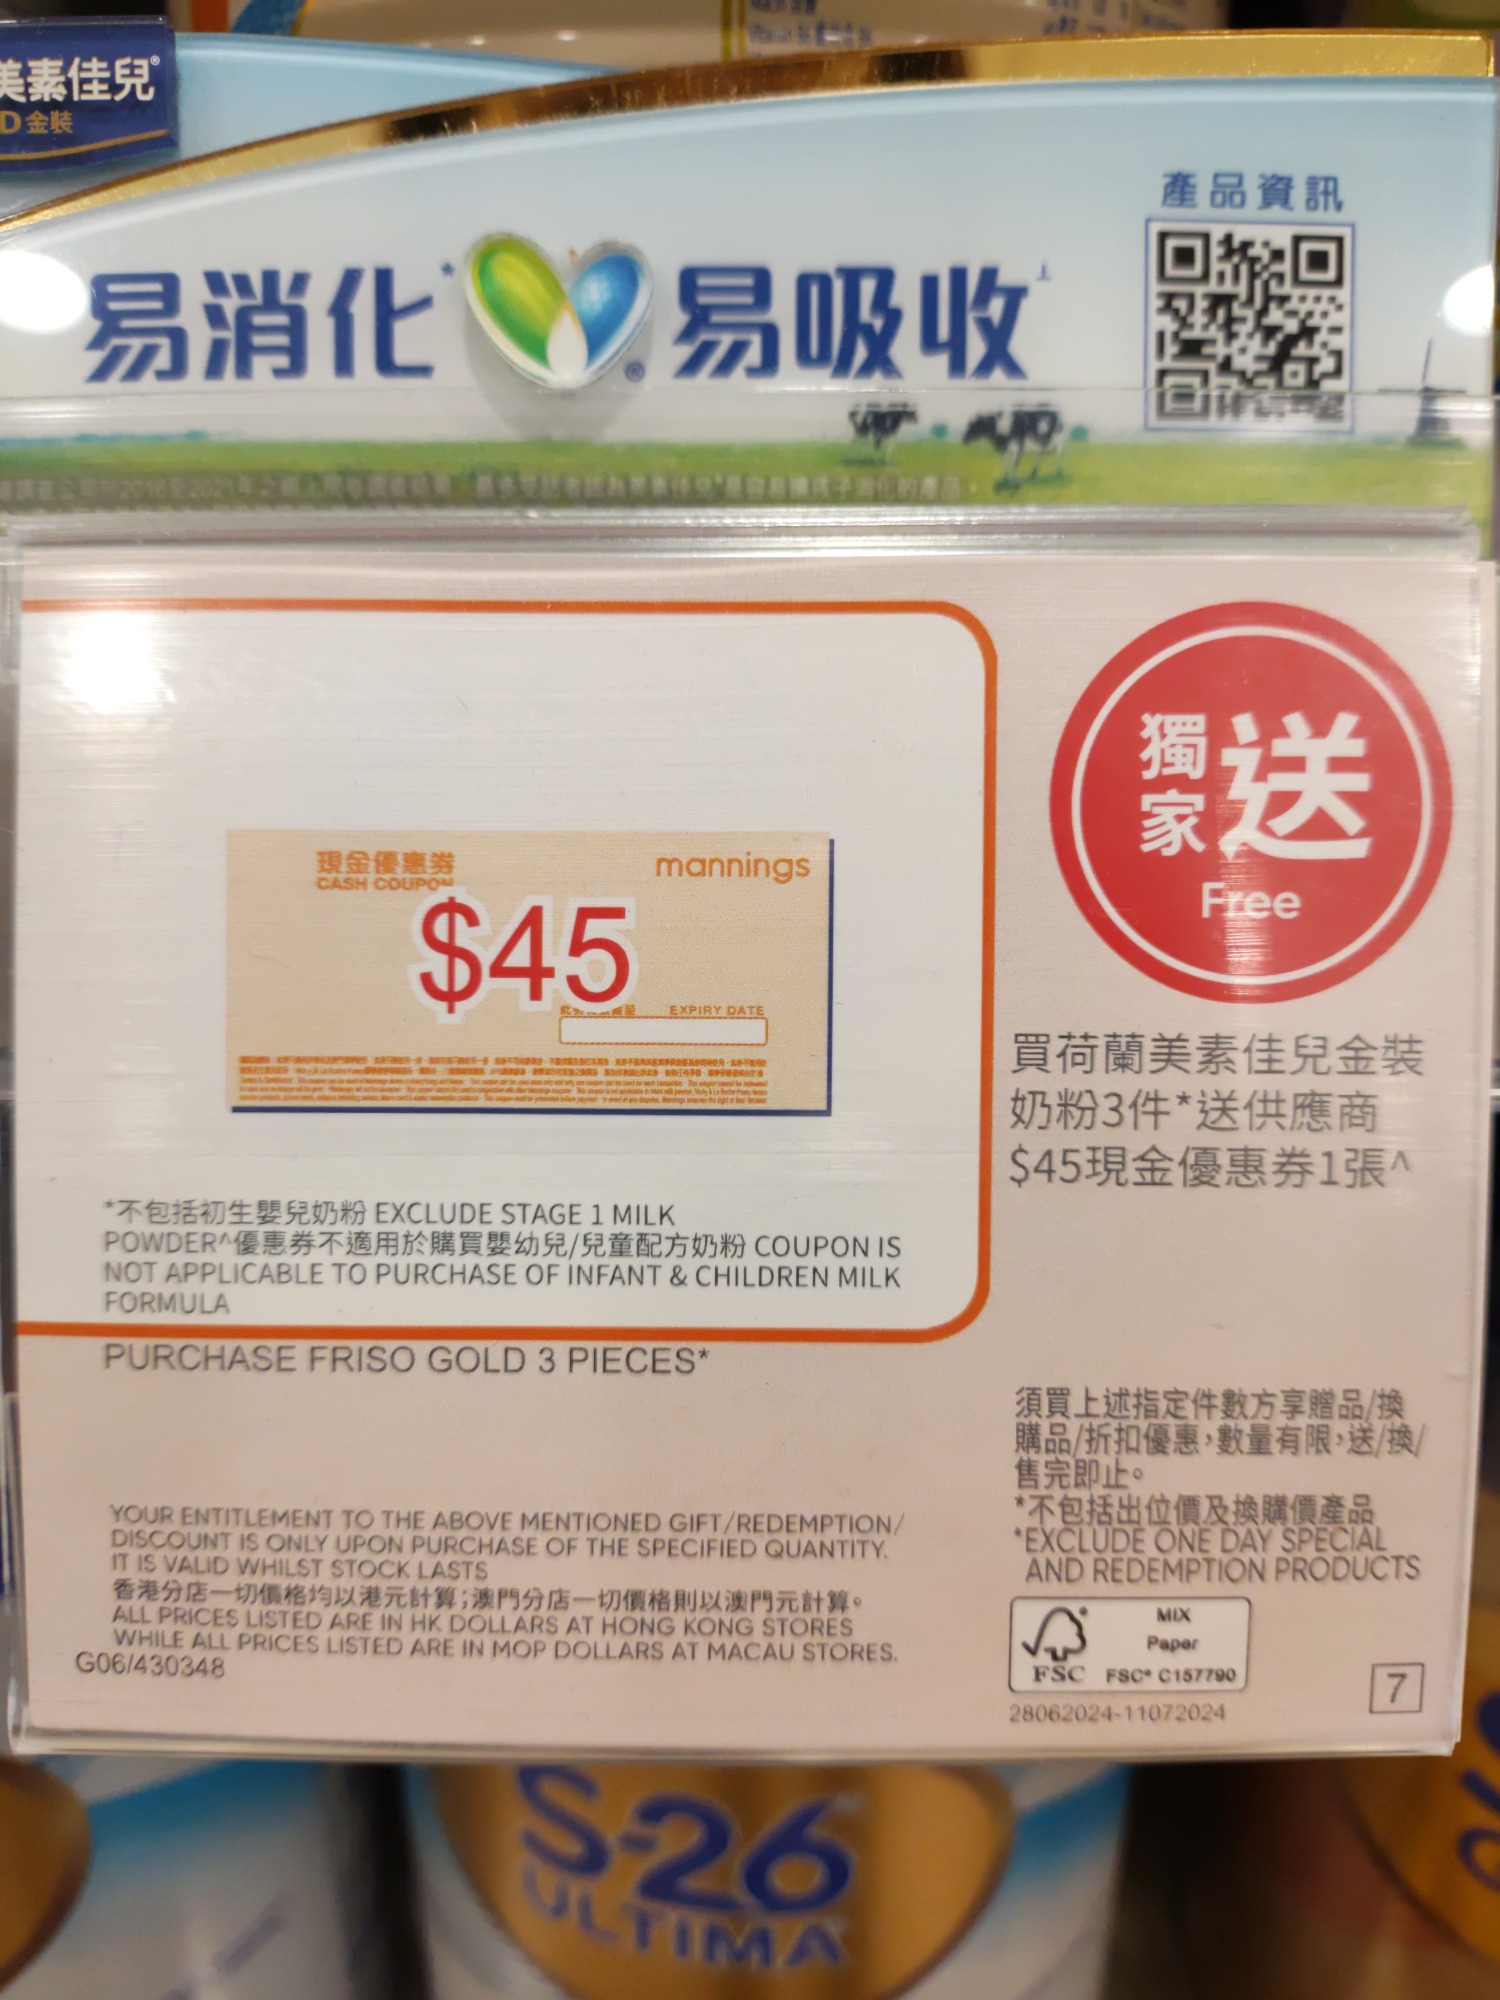 美素佳兒®
D 金裝
產品資訊
易消化* 易吸收⊥
現金優惠券
CASH COUPON
mannings
$45
EXPIRY DATE
獨家送
Free
買荷蘭美素佳兒金裝
奶粉3件*送供應商
$45現金優惠券1張^
*不包括初生嬰兒奶粉 EXCLUDE STAGE 1 MILK
POWDER^優惠券不適用於購買嬰幼兒/兒童配方奶粉 COUPON IS
NOT APPLICABLE TO PURCHASE OF INFANT & CHILDREN MILK
FORMULA
PURCHASE FRISO GOLD 3 PIECES*
須買上述指定件數方享贈品/換
購品/折扣優惠，數量有限，送/換/
售完即止。
*不包括出位價及換購價產品
*EXCLUDE ONE DAY SPECIAL
AND REDEMPTION PRODUCTS
YOUR ENTITLEMENT TO THE ABOVE MENTIONED GIFT/REDEMPTION/
DISCOUNT IS ONLY UPON PURCHASE OF THE SPECIFIED QUANTITY.
IT IS VALID WHILST STOCK LASTS
香港分店一切價格均以港元計算；澳門分店一切價格則以澳門元計算。
ALL PRICES LISTED ARE IN HK DOLLARS AT HONG KONG STORES
WHILE ALL PRICES LISTED ARE IN MOP DOLLARS AT MACAU STORES.
G06/430348
MIX
Paper
FSC
FSC® C157790
28062024-11072024
7
S-26
ULTIMA